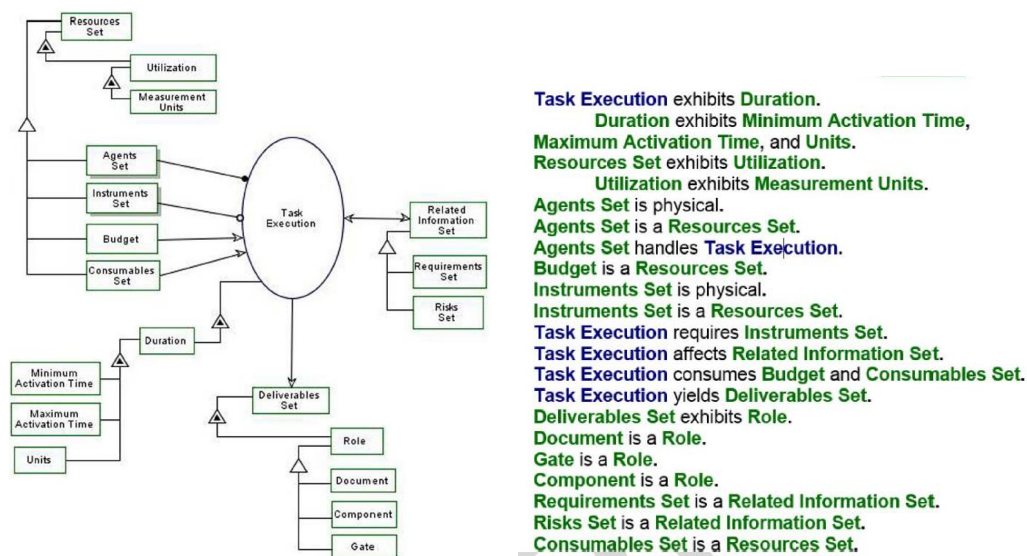 Resources
Set
Utilization
Measurement
Units
Agents
Set
Instruments
Set
Budget
Consumables
Set
Task
Execution
Related
Information
Set
Requirements
Set
Risks
Set
Duration
Minimum
Activation Time
Maximum
Activation Time
Units
Deliverables
Set
Role
Document
Component
Gate
Task Execution exhibits Duration.
Duration exhibits Minimum Activation Time,
Maximum Activation Time, and Units.
Resources Set exhibits Utilization.
Utilization exhibits Measurement Units.
Agents Set is physical.
Agents Set is a Resources Set.
Agents Set handles Task Execution.
Budget is a Resources Set.
Instruments Set is physical.
Instruments Set is a Resources Set.
Task Execution requires Instruments Set.
Task Execution affects Related Information Set.
Task Execution consumes Budget and Consumables Set.
Task Execution yields Deliverables Set.
Deliverables Set exhibits Role.
Document is a Role.
Gate is a Role.
Component is a Role.
Requirements Set is a Related Information Set.
Risks Set is a Related Information Set.
Consumables Set is a Resources Set.